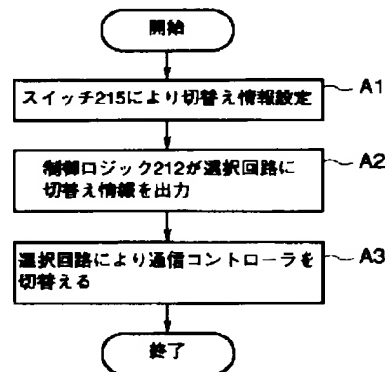 開始
スイッチ215により切替え情報設定
A1
制御ロジック212が選択回路に
切替え情報を出力
A2
選択回路により通信コントローラを
切替える
A3
終了